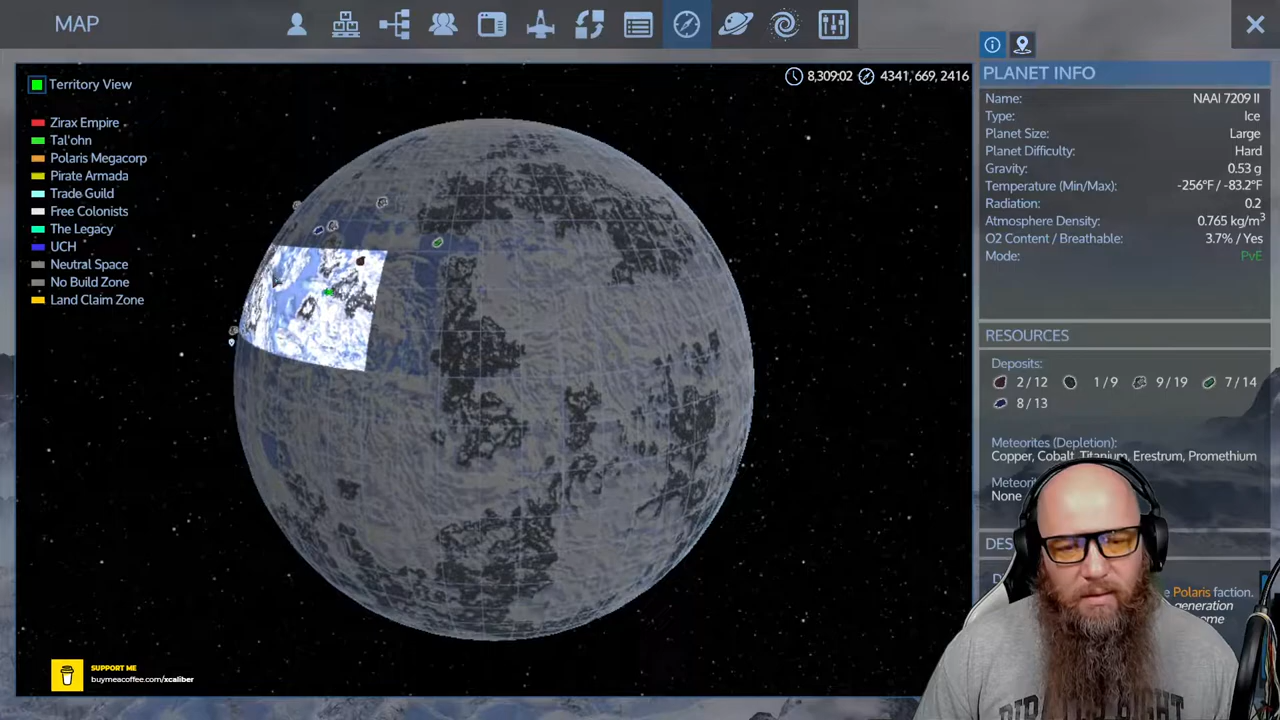 MAP
Territory View
Zirax Empire
Tal'ohn
Polaris Megacorp
Pirate Armada
Trade Guild
Free Colonists
The Legacy
UCH
Neutral Space
No Build Zone
Land Claim Zone
8,309:02 4341, 669, 2416
PLANET INFO
Name: NAAI 7209 II
Type: Ice
Planet Size: Large
Planet Difficulty: Hard
Gravity: 0.53 g
Temperature (Min/Max): -256°F / -83.2°F
Radiation: 0.2
Atmosphere Density: 0.765 kg/m³
O2 Content / Breathable: 3.7% / Yes
Mode: PvE
RESOURCES
Deposits:
2 / 12 1 / 9 9 / 19 7 / 14
8 / 13
Meteorites (Depletion):
Copper, Cobalt, Titanium, Erestrum, Promethium
None
Polaris faction.
generation
SUPPORT ME
buymeacoffee.com/xcaliber